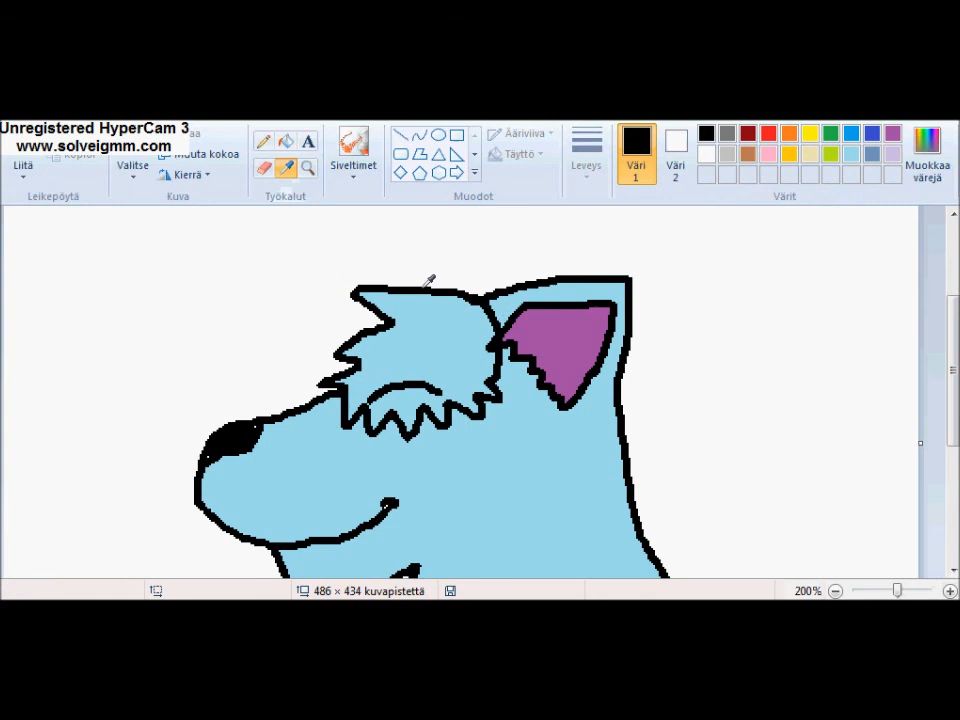 Unregistered HyperCam 3
www.solveigmm.com
aa
Liitä
Valitse
Muuta kokoa
Kierrä
A
Siveltimet
Ääriviiva
Täyttö
Leveys
Väri
1
Väri
2
Muokkaa
värejä
Leikepöytä
Kuva
Työkalut
Muodot
Värit
486 × 434 kuvapistettä
200%